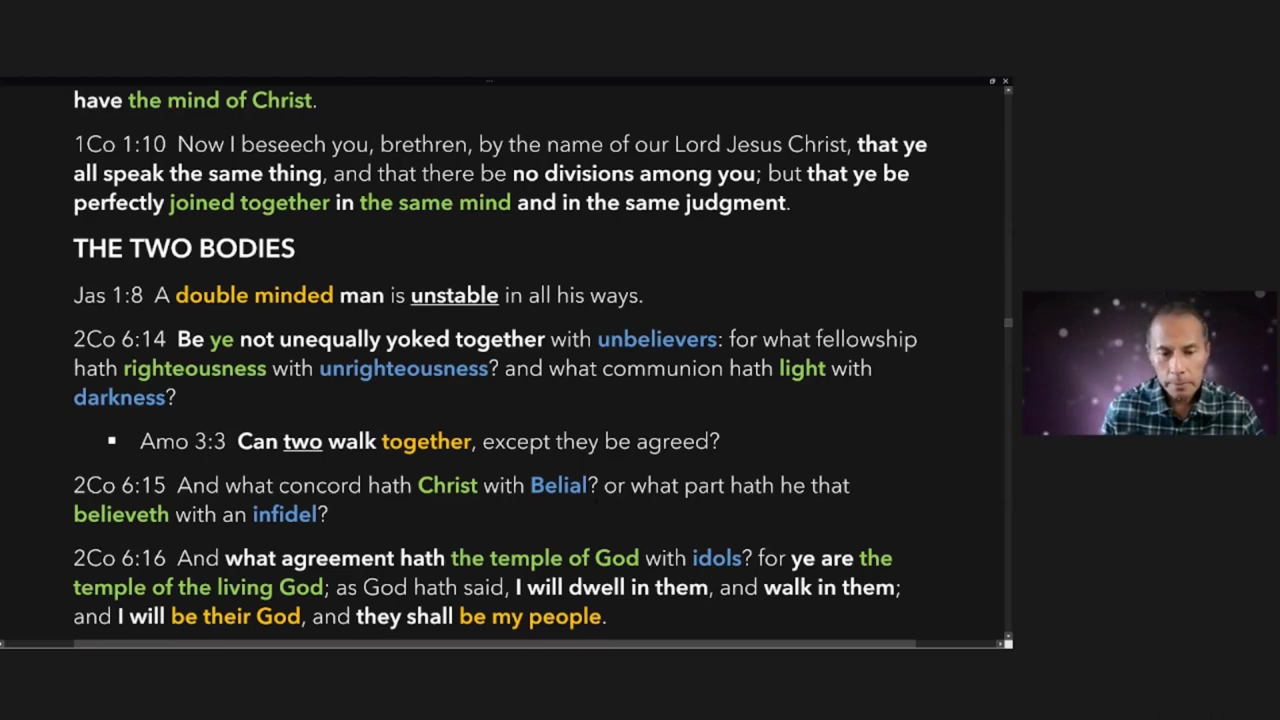 have the mind of Christ.
1Co 1:10 Now I beseech you, brethren, by the name of our Lord Jesus Christ, that ye
all speak the same thing, and that there be no divisions among you; but that ye be
perfectly joined together in the same mind and in the same judgment.
THE TWO BODIES
Jas 1:8 A double minded man is unstable in all his ways.
2Co 6:14 Be ye not unequally yoked together with unbelievers: for what fellowship
hath righteousness with unrighteousness? and what communion hath light with
darkness?
▪ Amo 3:3 Can two walk together, except they be agreed?
2Co 6:15 And what concord hath Christ with Belial? or what part hath he that
believeth with an infidel?
2Co 6:16 And what agreement hath the temple of God with idols? for ye are the
temple of the living God; as God hath said, I will dwell in them, and walk in them;
and I will be their God, and they shall be my people.